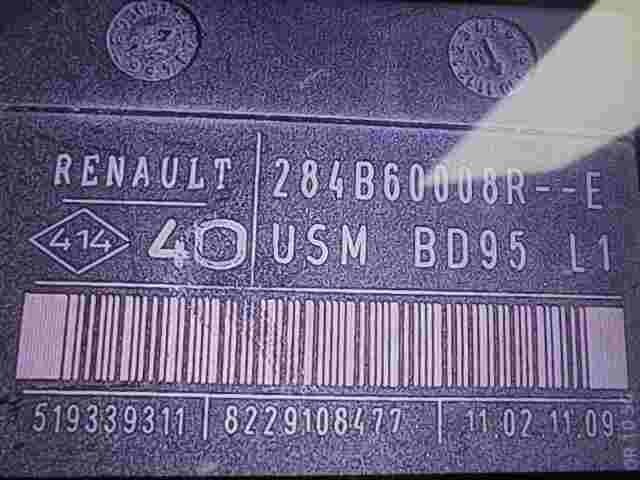 RENAULT 284B60008R--E
414 40 USM BD95 L1
519339311 8229108477 11.02.11.09